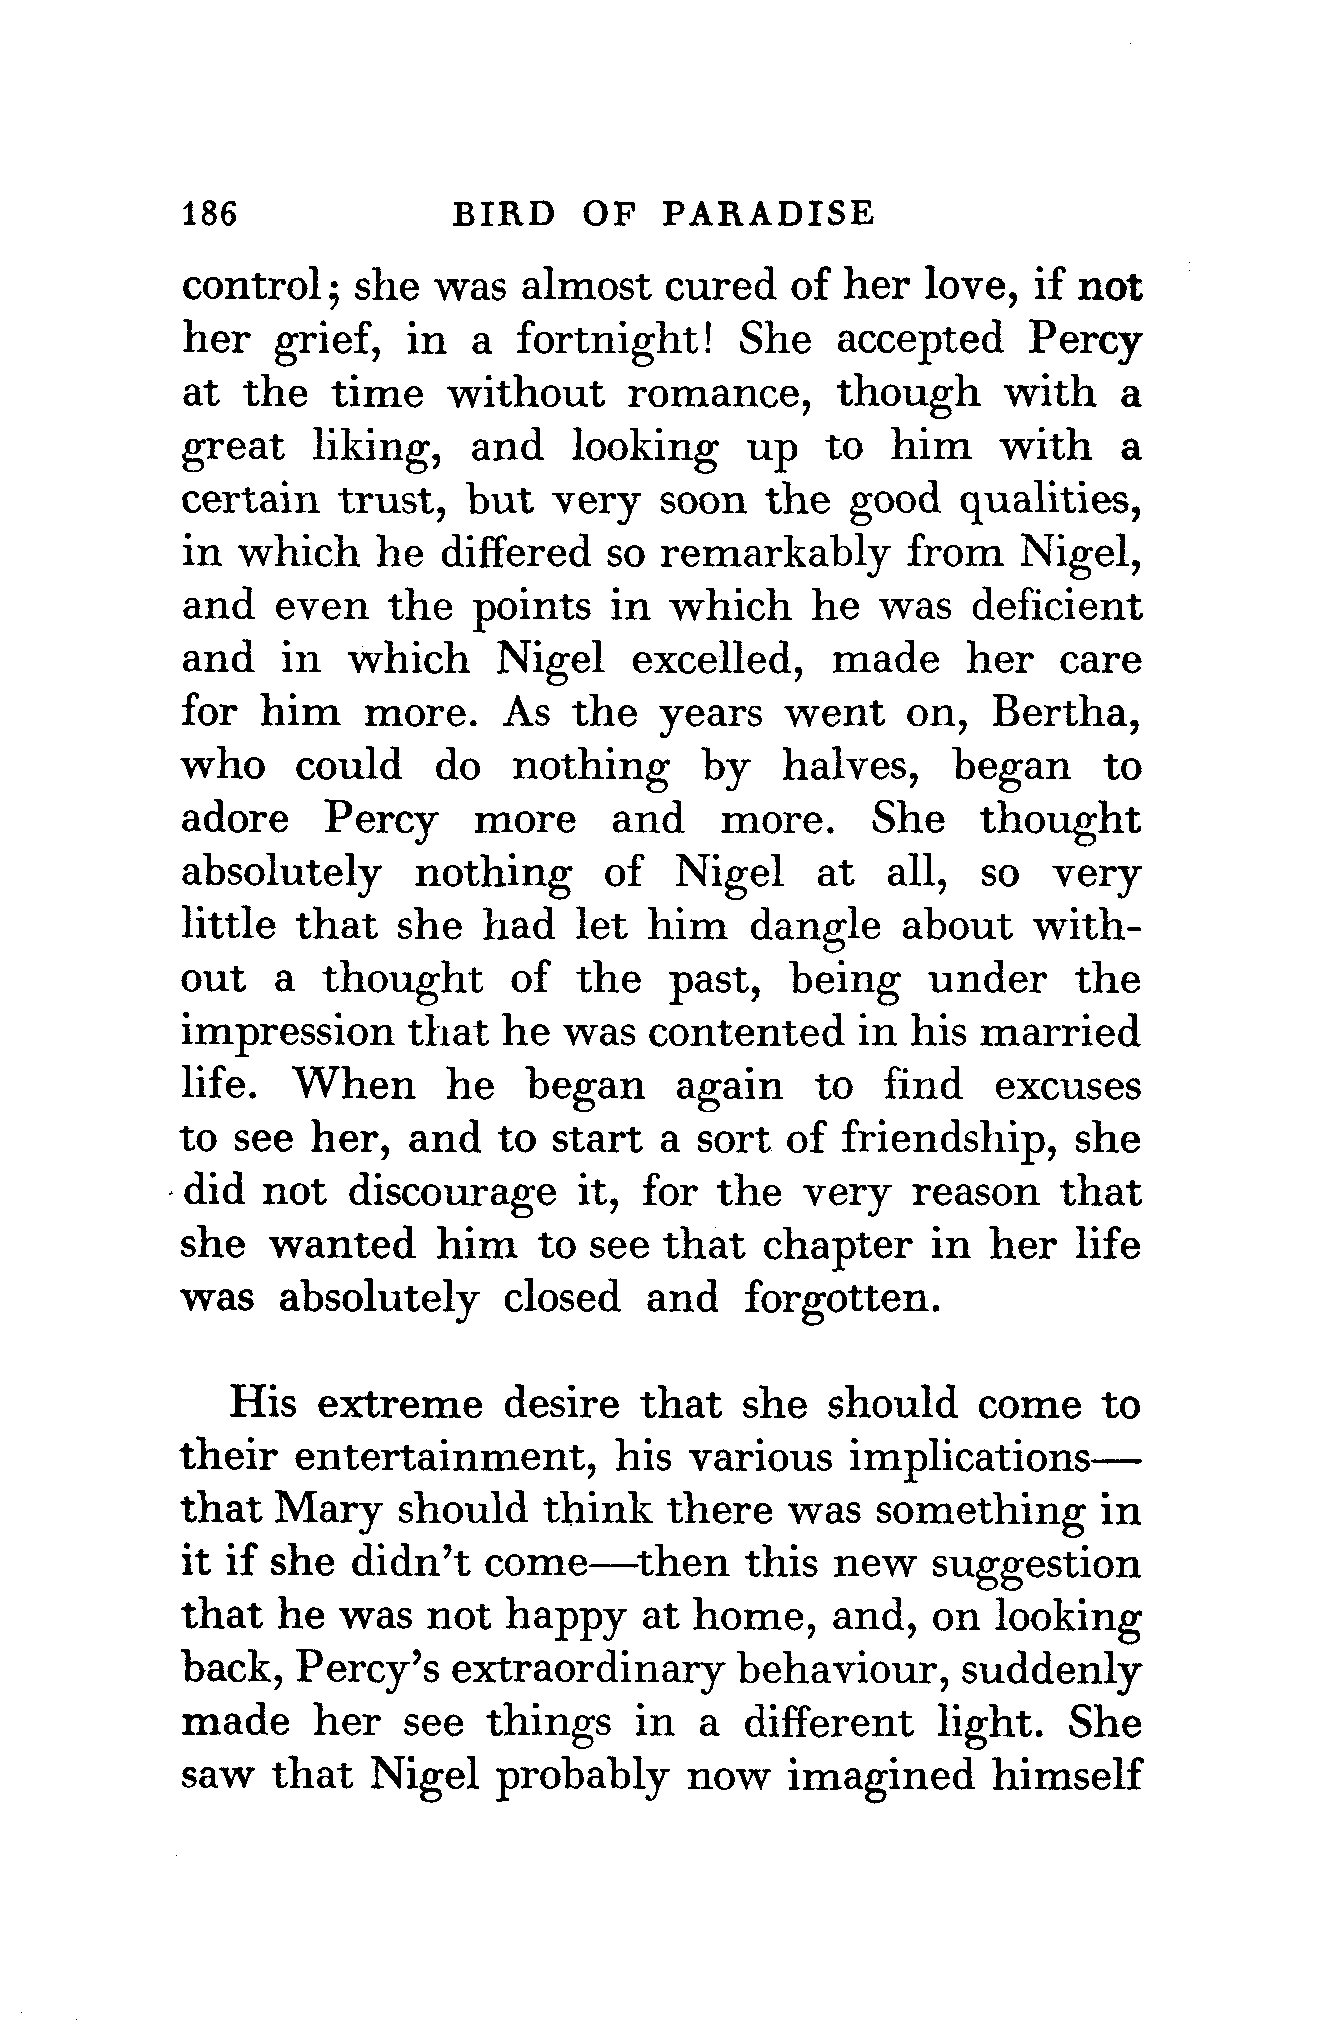 186 BIRD OF PARADISE
control; she was almost cured of her love, if not
her grief, in a fortnight! She accepted Percy
at the time without romance, though with a
great liking, and looking up to him with a
certain trust, but very soon the good qualities,
in which he differed so remarkably from Nigel,
and even the points in which he was deficient
and in which Nigel excelled, made her care
for him more. As the years went on, Bertha,
who could do nothing by halves, began to
adore Percy more and more. She thought
absolutely nothing of Nigel at all, so very
little that she had let him dangle about with-
out a thought of the past, being under the
impression that he was contented in his married
life. When he began again to find excuses
to see her, and to start a sort of friendship, she
did not discourage it, for the very reason that
she wanted him to see that chapter in her life
was absolutely closed and forgotten.
His extreme desire that she should come to
their entertainment, his various implications—
that Mary should think there was something in
it if she didn't come—then this new suggestion
that he was not happy at home, and, on looking
back, Percy's extraordinary behaviour, suddenly
made her see things in a different light. She
saw that Nigel probably now imagined himself